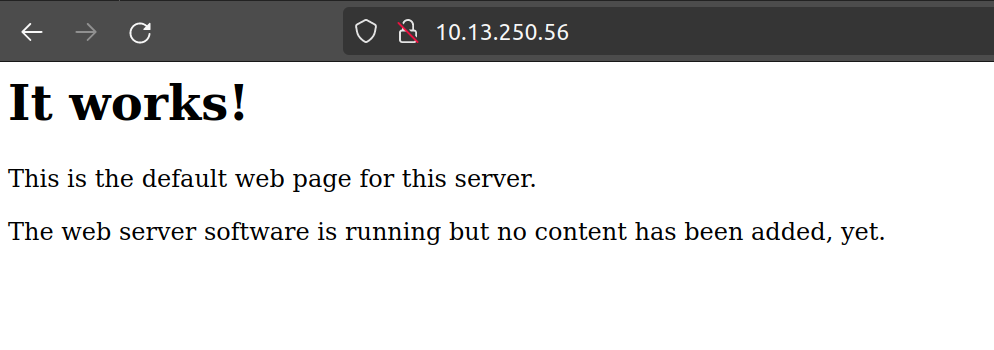 10.13.250.56
It works!
This is the default web page for this server.
The web server software is running but no content has been added, yet.